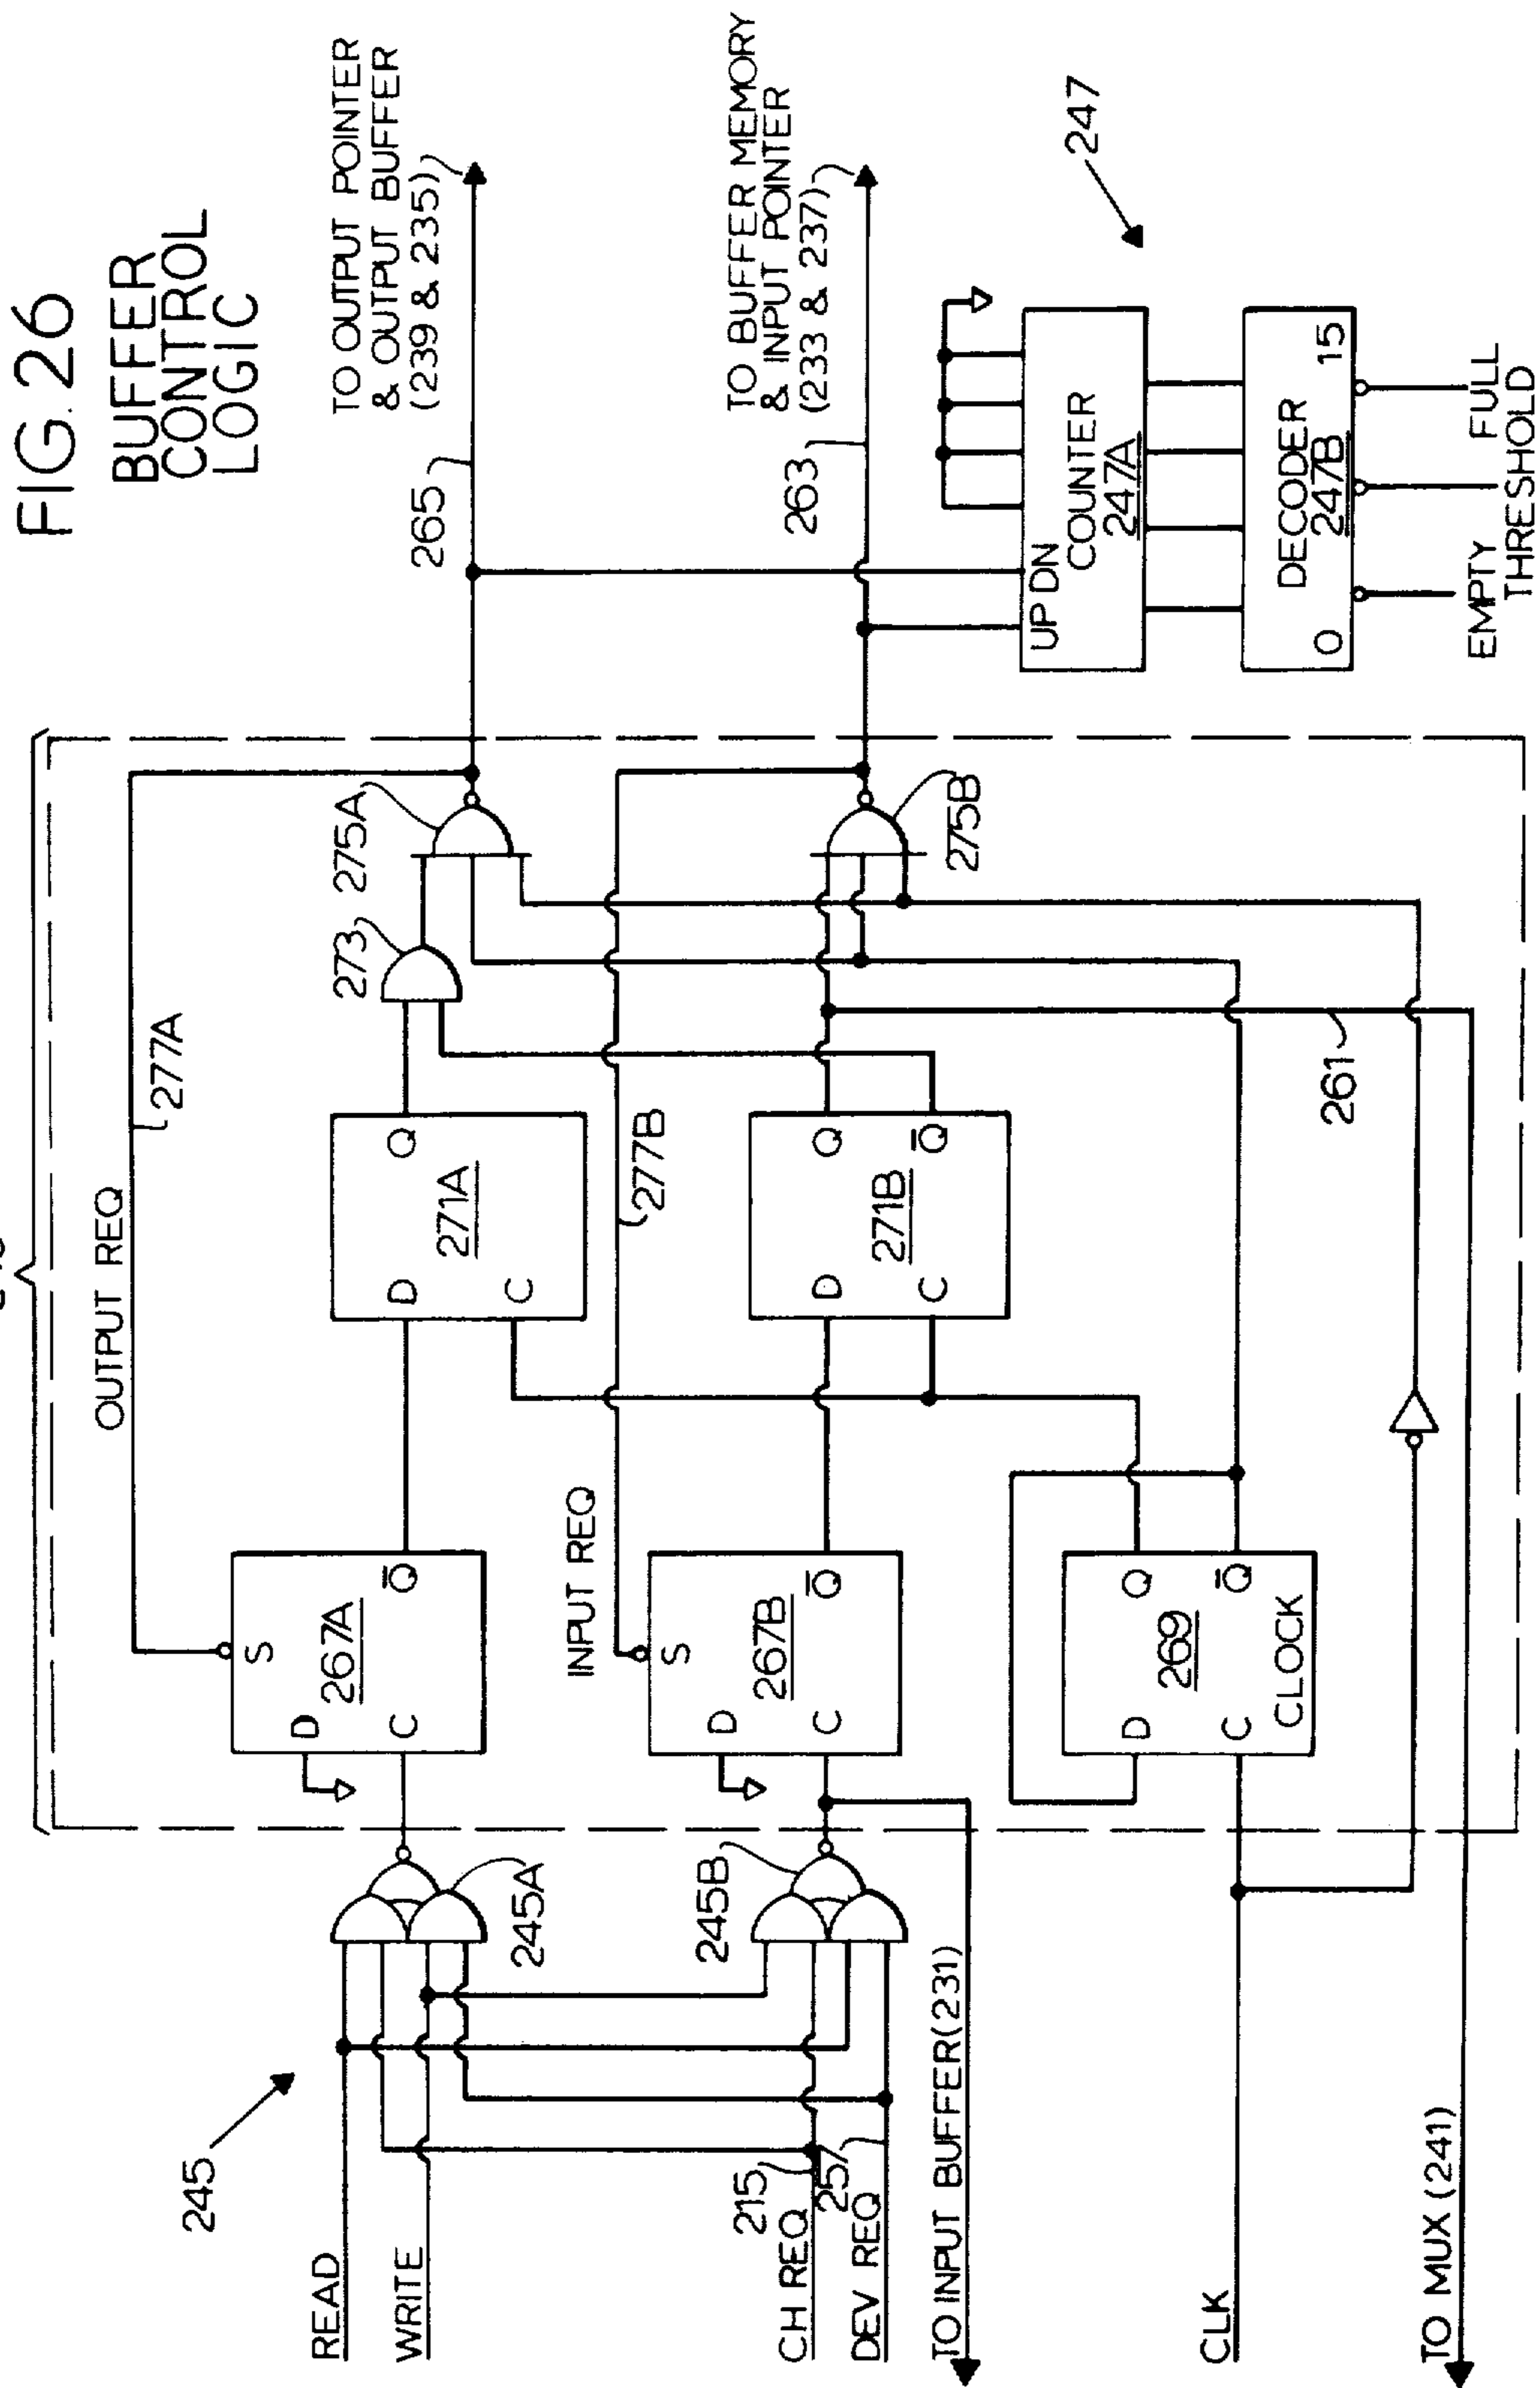 FIG. 26
BUFFER
CONTROL
LOGIC
TO OUTPUT POINTER
& OUTPUT BUFFER
(239 & 235)
265
TO BUFFER MEMORY
& INPUT POINTER
(233 & 237)
263
247
UP DN
COUNTER
247A
DECODER
247B
0
15
EMPTY
THRESHOLD
FULL
OUTPUT REQ
277A
275A
273
271A
D
C
Q
267A
S
D
C
Q̅
INPUT REQ
277B
275B
271B
D
C
Q
Q̅
267B
S
D
C
Q̅
269
CLOCK
D
C
Q
Q̅
261
245
245A
245B
READ
WRITE
215
CH REQ
257
DEV REQ
TO INPUT BUFFER(231)
CLK
TO MUX (241)